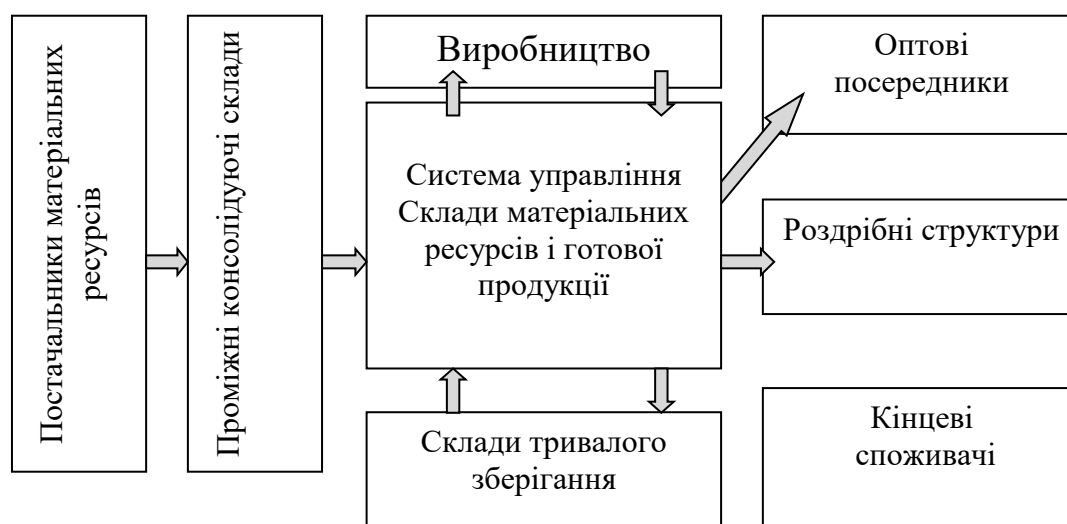 Постачальники матеріальних
ресурсів
Проміжні консолідуючі склади
Виробництво
Система управління
Склади матеріальних
ресурсів і готової
продукції
Склади тривалого
зберігання
Оптові
посередники
Роздрібні структури
Кінцеві
споживачі